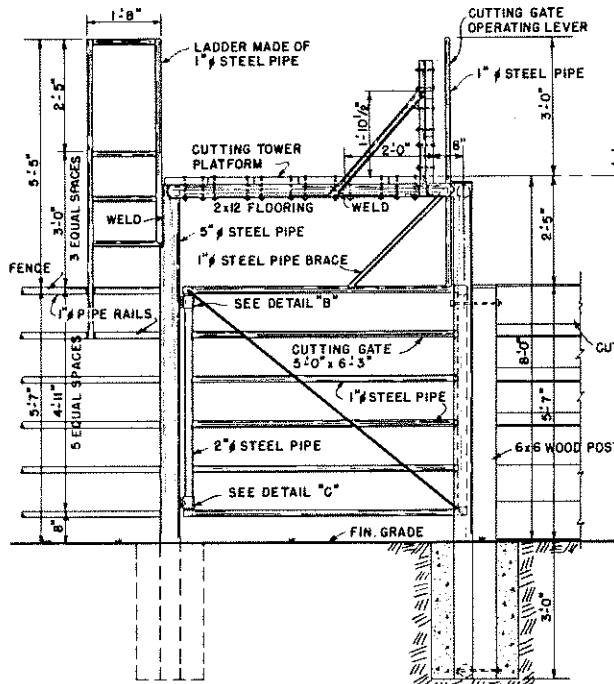 1'-8"
LADDER MADE OF
1" ø STEEL PIPE
CUTTING GATE
OPERATING LEVER
1" ø STEEL PIPE
2'-5"
5'-5"
3'-0"
3 EQUAL SPACES
CUTTING TOWER
PLATFORM
1'-10 1/2"
2'-0"
8"
3'-0"
2x12 FLOORING
WELD
WELD
5" ø STEEL PIPE
1" ø STEEL PIPE BRACE
2'-5"
FENCE
1" ø PIPE RAILS
SEE DETAIL "B"
CUTTING GATE
5'-0" x 6'-3"
1" ø STEEL PIPE
CUT
8'-0"
5'-7"
5'-7"
4'-11"
5 EQUAL SPACES
2" ø STEEL PIPE
6x6 WOOD POST
SEE DETAIL "C"
8"
FIN. GRADE
3'-0"